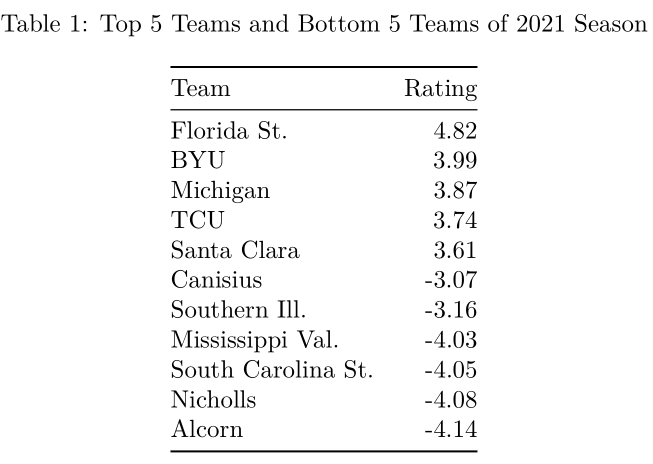 Table 1: Top 5 Teams and Bottom 5 Teams of 2021 Season
Team Rating
Florida St. 4.82
BYU 3.99
Michigan 3.87
TCU 3.74
Santa Clara 3.61
Canisius -3.07
Southern Ill. -3.16
Mississippi Val. -4.03
South Carolina St. -4.05
Nicholls -4.08
Alcorn -4.14